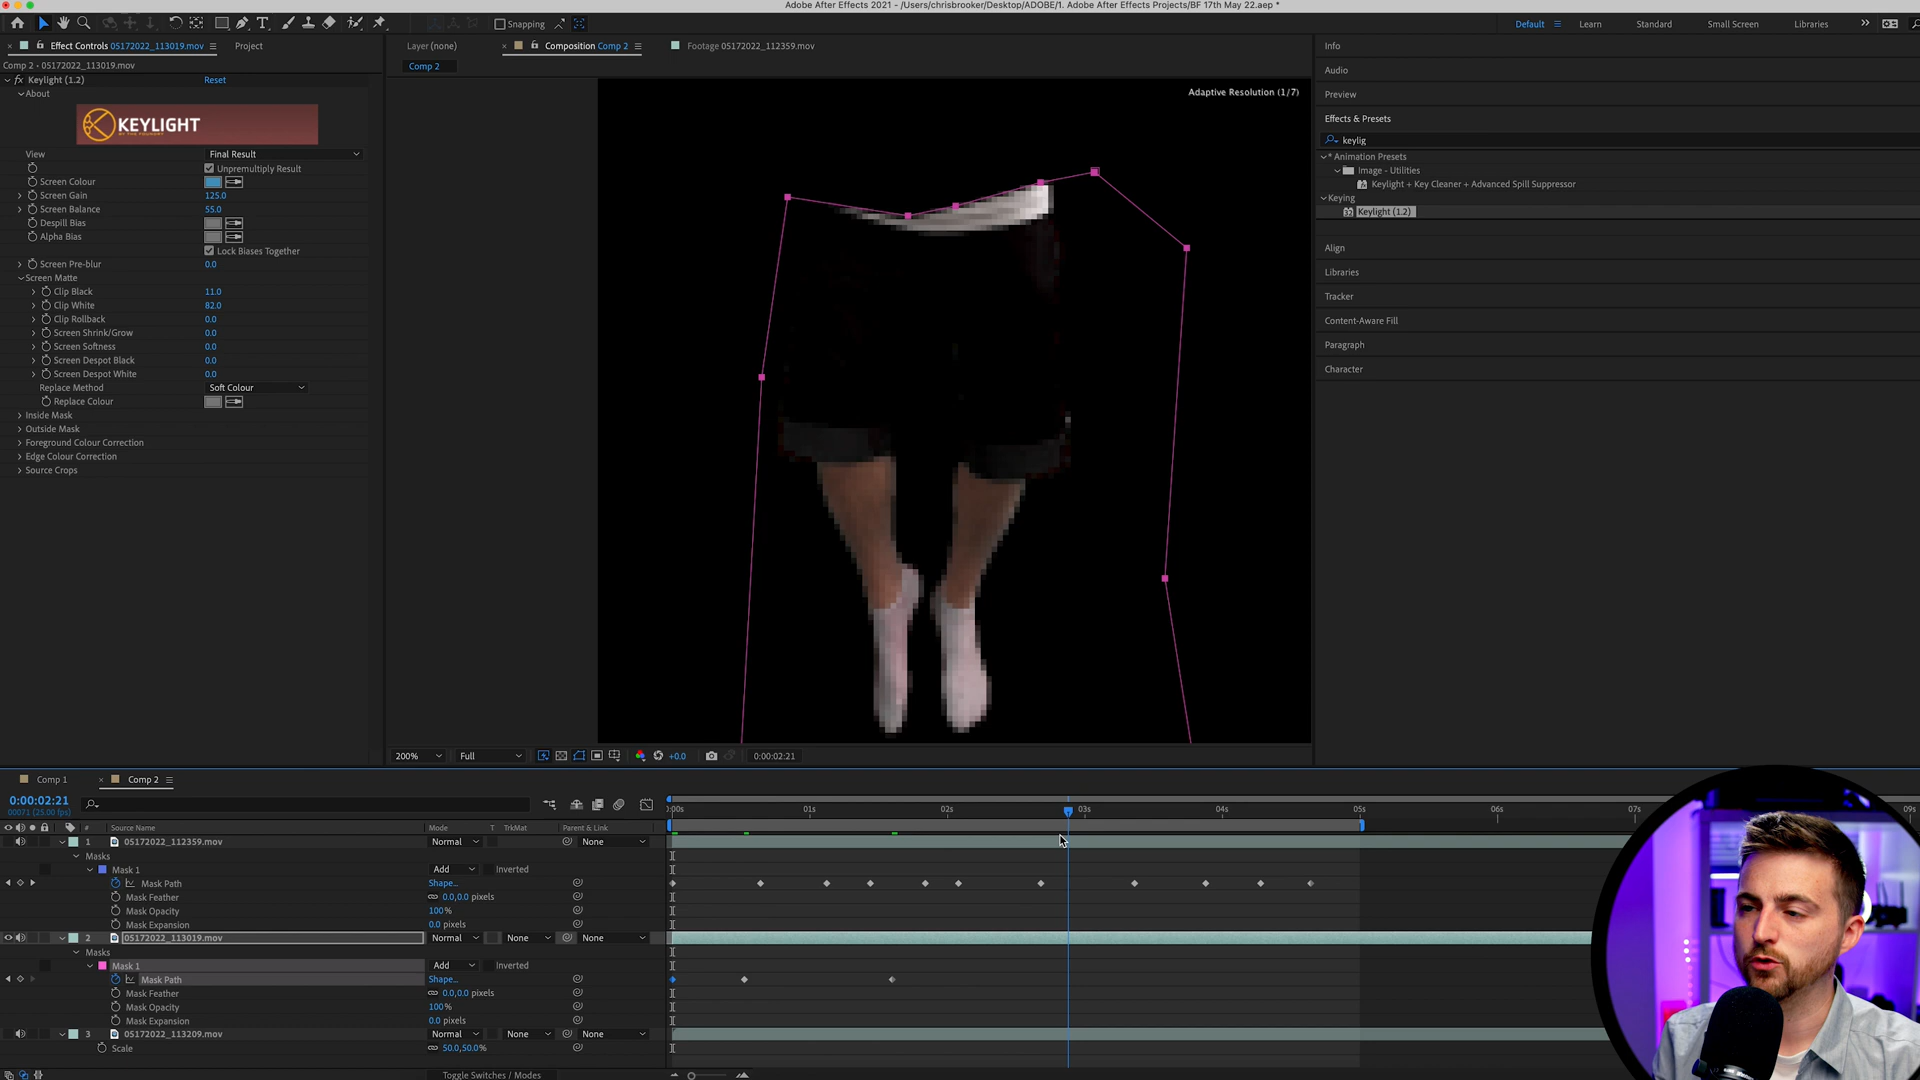 Adobe After Effects 2021 - /Users/chrisbrooker/Desktop/ADOBE/1. Adobe After Effects Projects/BF 17th May 22.aep *
Snapping
Default
Learn
Standard
Small Screen
Libraries
Effect Controls 05172022_113019.mov
Project
Layer (none)
Composition Comp 2
Footage 05172022_112359.mov
Info
Comp 2 • 05172022_113019.mov
Comp 2
Audio
Keylight (1.2)
Reset
About
KEYLIGHT
BY THE FOUNDRY
Adaptive Resolution (1/7)
Preview
Effects & Presets
keylig
* Animation Presets
Image - Utilities
Keylight + Key Cleaner + Advanced Spill Suppressor
Keying
Keylight (1.2)
Align
Libraries
Tracker
Content-Aware Fill
Paragraph
Character
View
Final Result
Unpremultiply Result
Screen Colour
Screen Gain
125.0
Screen Balance
55.0
Despill Bias
Alpha Bias
Lock Biases Together
Screen Pre-blur
0.0
Screen Matte
Clip Black
11.0
Clip White
82.0
Clip Rollback
0.0
Screen Shrink/Grow
0.0
Screen Softness
0.0
Screen Despot Black
0.0
Screen Despot White
0.0
Replace Method
Soft Colour
Replace Colour
Inside Mask
Outside Mask
Foreground Colour Correction
Edge Colour Correction
Source Crops
200%
Full
+0.0
0:00:02:21
Comp 1
Comp 2
0:00:02:21
00071 (25.00 fps)
:00s
01s
02s
03s
04s
05s
06s
07s
09s
#
Source Name
Mode
T
TrkMat
Parent & Link
1
05172022_112359.mov
Normal
None
Masks
Mask 1
Add
Inverted
Mask Path
Shape...
Mask Feather
0.0,0.0 pixels
Mask Opacity
100%
Mask Expansion
0.0 pixels
2
05172022_113019.mov
Normal
None
None
Masks
Mask 1
Add
Inverted
Mask Path
Shape...
Mask Feather
0.0,0.0 pixels
Mask Opacity
100%
Mask Expansion
0.0 pixels
3
05172022_113209.mov
Normal
None
None
Scale
50.0,50.0%
Toggle Switches / Modes